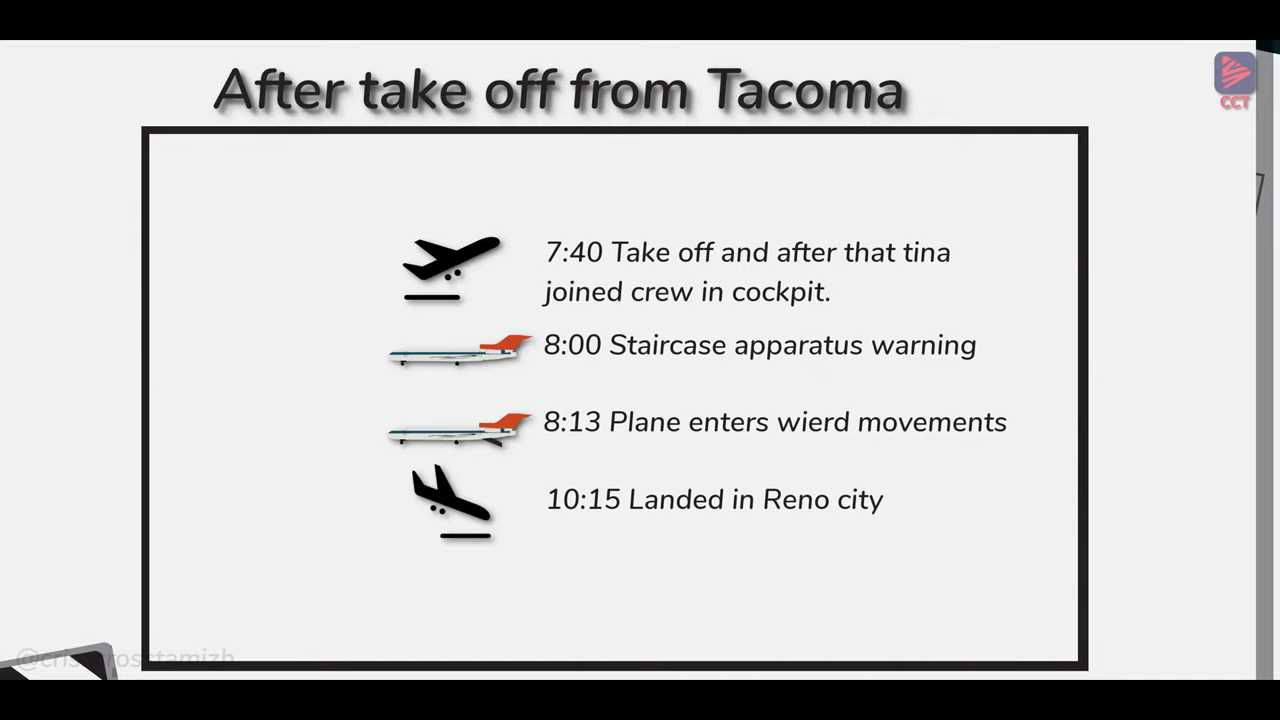 After take off from Tacoma
CCT
7:40 Take off and after that tina
joined crew in cockpit.
8:00 Staircase apparatus warning
8:13 Plane enters wierd movements
10:15 Landed in Reno city
@crisscrosstamizh